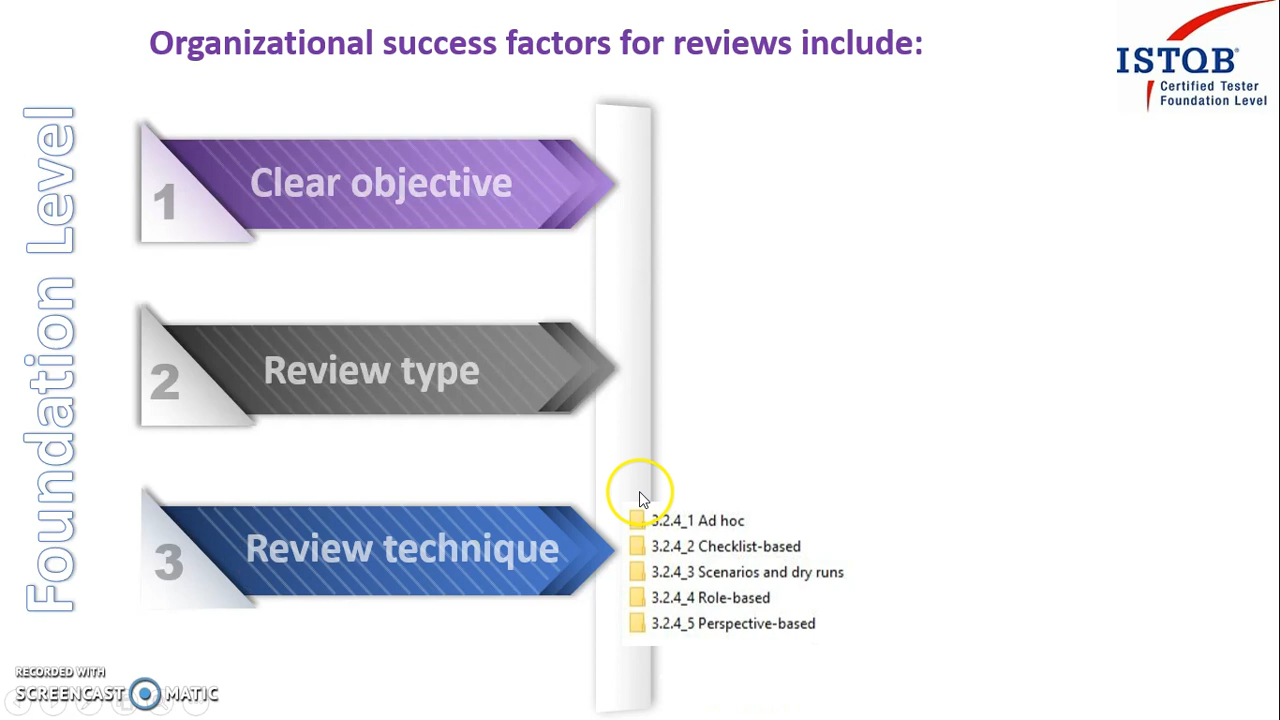 Organizational success factors for reviews include:
ISTQB®
Certified Tester
Foundation Level
Foundation Level
1
Clear objective
2
Review type
3
Review technique
3.2.4_1 Ad hoc
3.2.4_2 Checklist-based
3.2.4_3 Scenarios and dry runs
3.2.4_4 Role-based
3.2.4_5 Perspective-based
RECORDED WITH
SCREENCAST MATIC